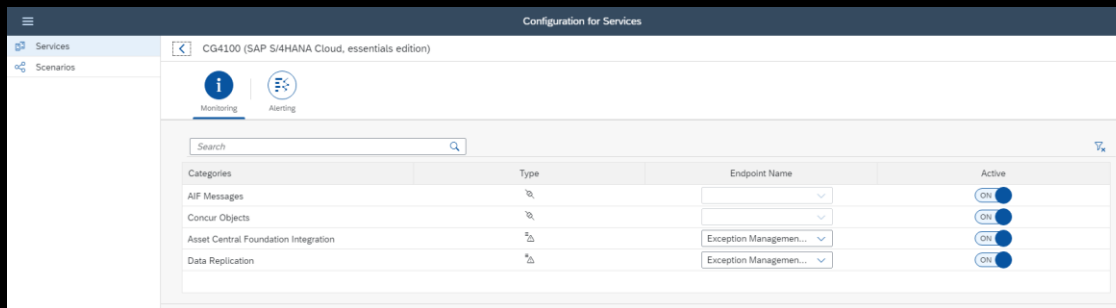 Configuration for Services
Services
Scenarios
CG4100 (SAP S/4HANA Cloud, essentials edition)
Monitoring
Alerting
Search
Categories Type Endpoint Name Active
AIF Messages ON
Concur Objects ON
Asset Central Foundation Integration Exception Managemen... ON
Data Replication Exception Managemen... ON